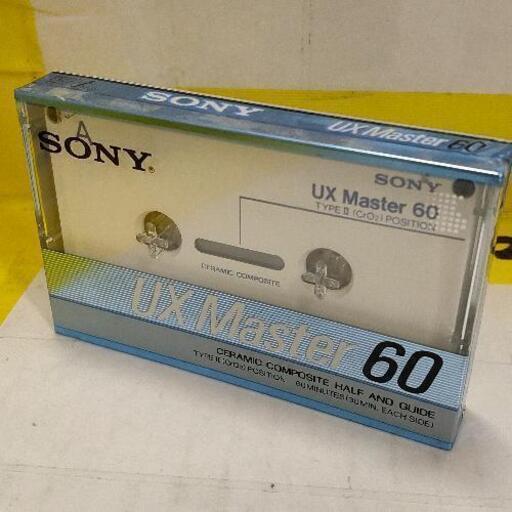 SONY
UX Master 60
SONY
A
SONY
UX Master 60
TYPE II (CrO₂) POSITION
CERAMIC COMPOSITE
UX Master 60
CERAMIC COMPOSITE HALF AND GUIDE
TYPE II (CrO₂) POSITION 60 MINUTES (30 MIN. EACH SIDE)